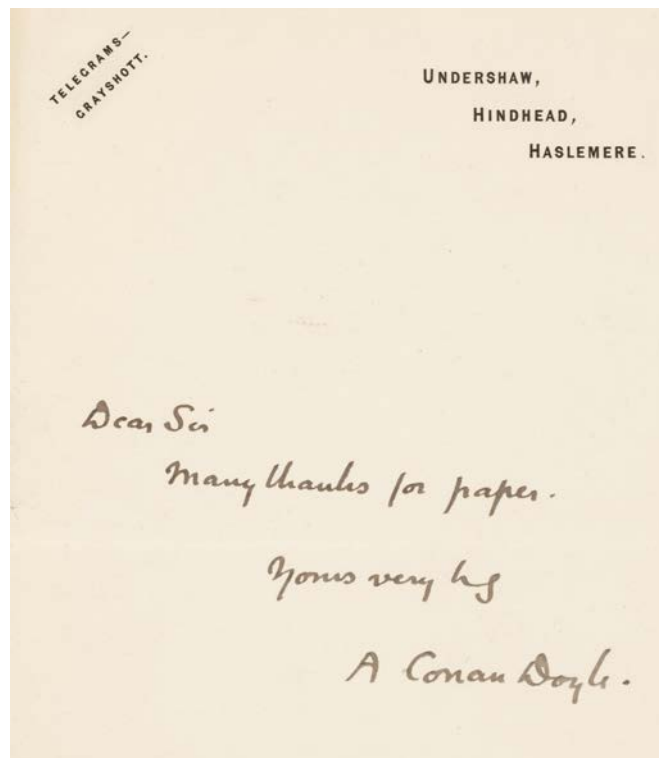 TELEGRAMS—
GRAYSHOTT.
UNDERSHAW,
HINDHEAD,
HASLEMERE.
Dear Sir
Many thanks for paper.
Yours very
A Conan Doyle.